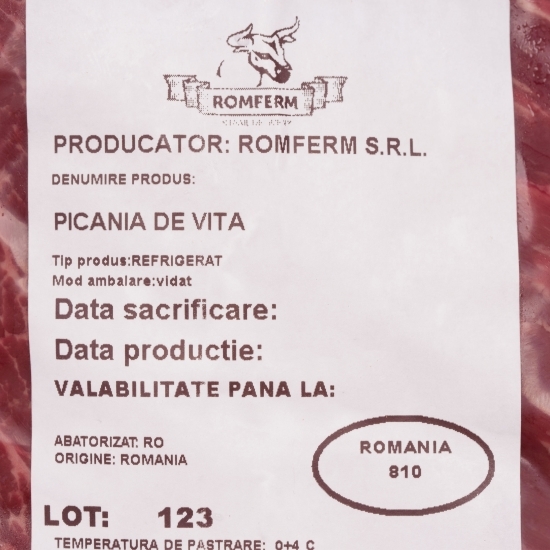 ROMFERM
PRODUCATOR: ROMFERM S.R.L.
DENUMIRE PRODUS:
PICANIA DE VITA
Tip produs:REFRIGERAT
Mod ambalare:vidat
Data sacrificare:
Data productie:
VALABILITATE PANA LA:
ABATORIZAT: RO
ORIGINE: ROMANIA
ROMANIA
810
LOT: 123
TEMPERATURA DE PASTRARE: 0+4 C